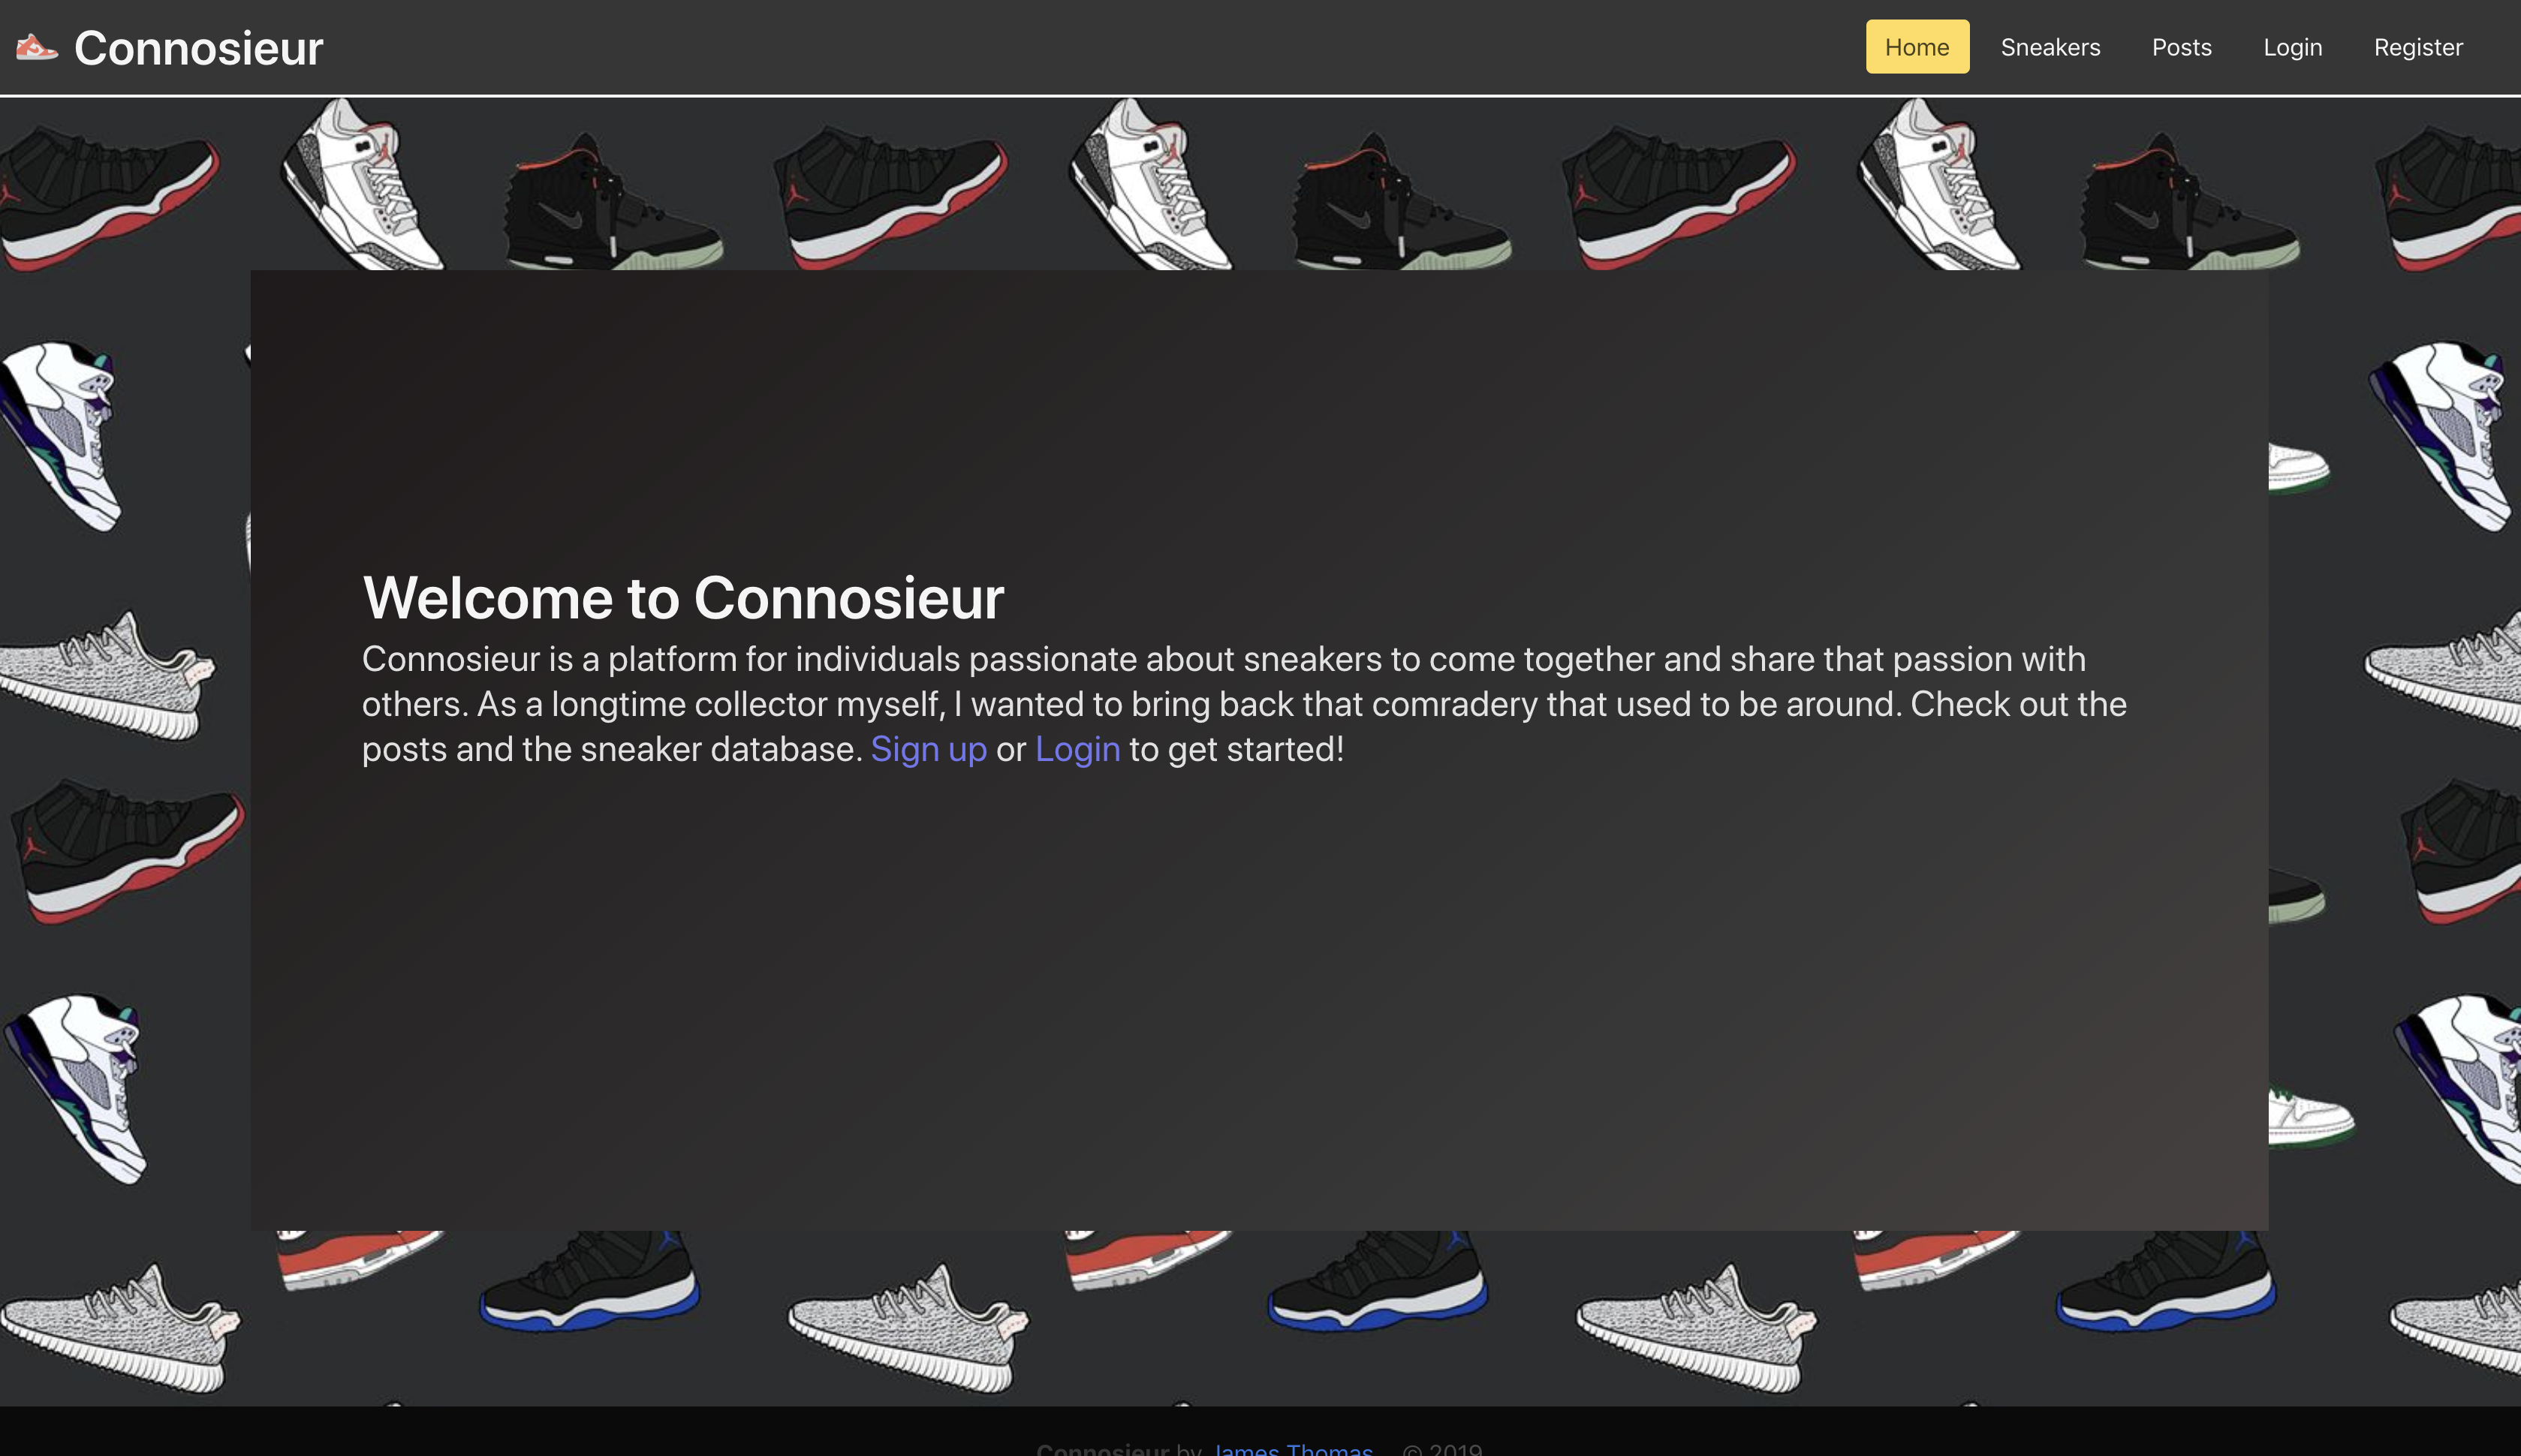 Connosieur
Home
Sneakers
Posts
Login
Register
Welcome to Connosieur
Connosieur is a platform for individuals passionate about sneakers to come together and share that passion with
others. As a longtime collector myself, I wanted to bring back that comradery that used to be around. Check out the
posts and the sneaker database. Sign up or Login to get started!
Connosieur by James Thomas. © 2019